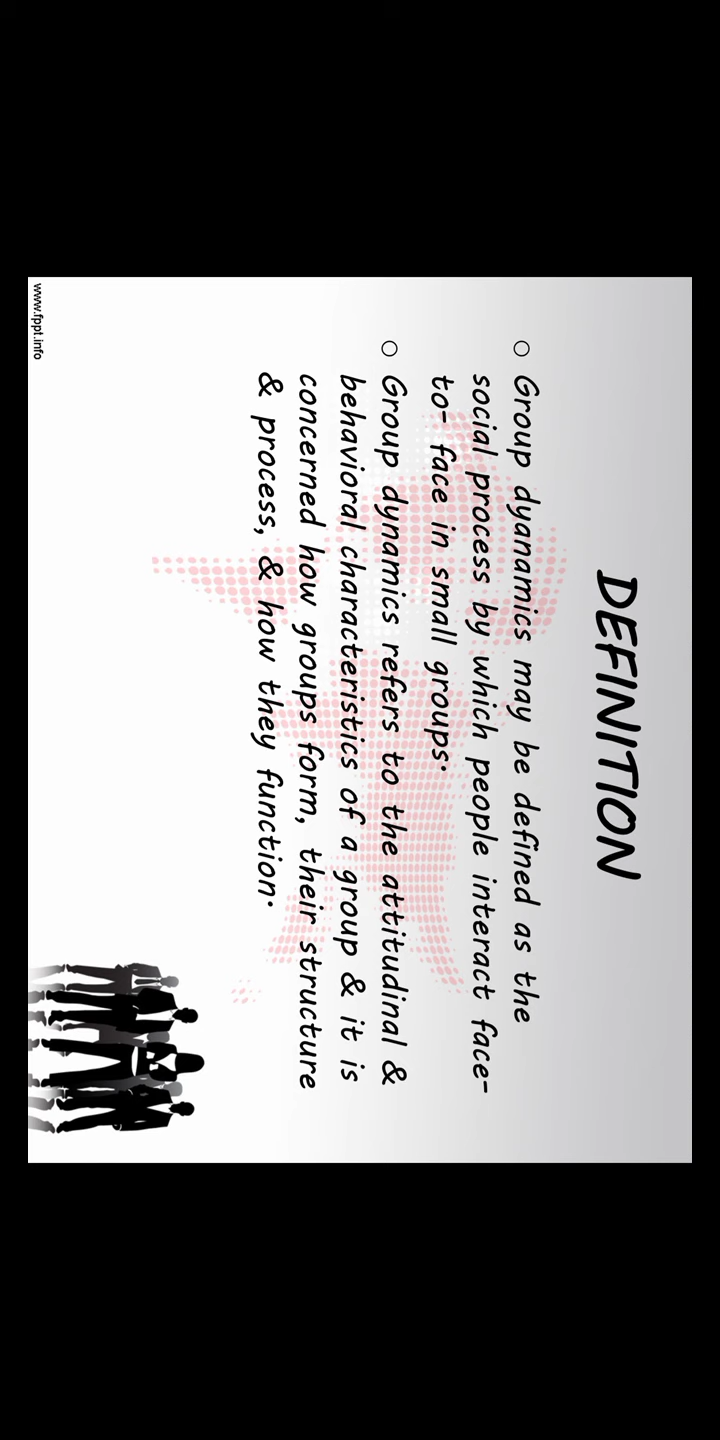 DEFINITION
○ Group dyanamics may be defined as the
social process by which people interact face-
to- face in small groups.
○ Group dynamics refers to the attitudinal &
behavioral characteristics of a group & it is
concerned how groups form, their structure
& process, & how they function.
www.fppt.info